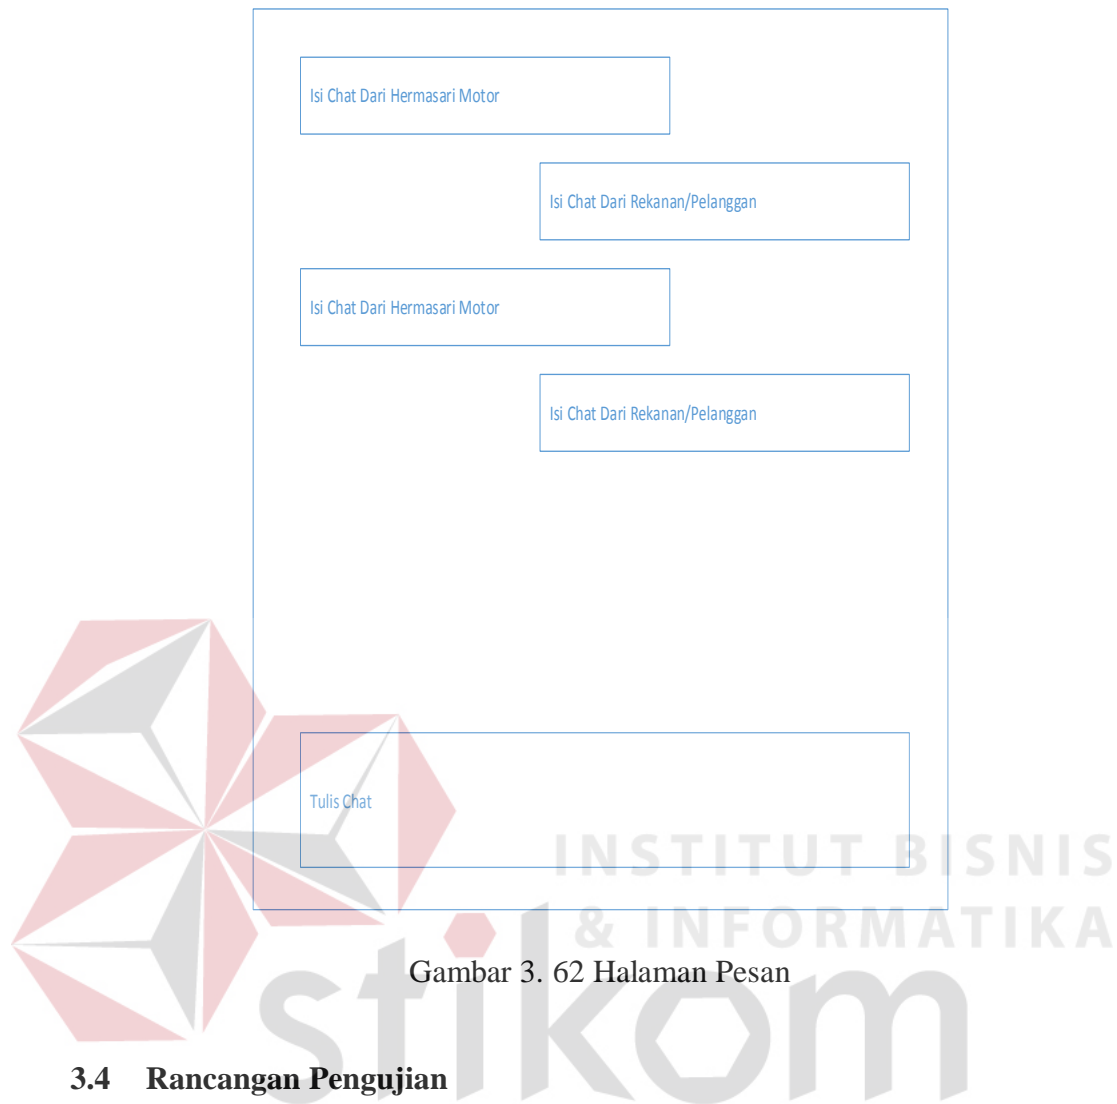 Isi Chat Dari Hermasari Motor
Isi Chat Dari Rekanan/Pelanggan
Isi Chat Dari Hermasari Motor
Isi Chat Dari Rekanan/Pelanggan
Tulis Chat
INSTITUT BISNIS
& INFORMATIKA
stikom
Gambar 3. 62 Halaman Pesan
3.4 Rancangan Pengujian